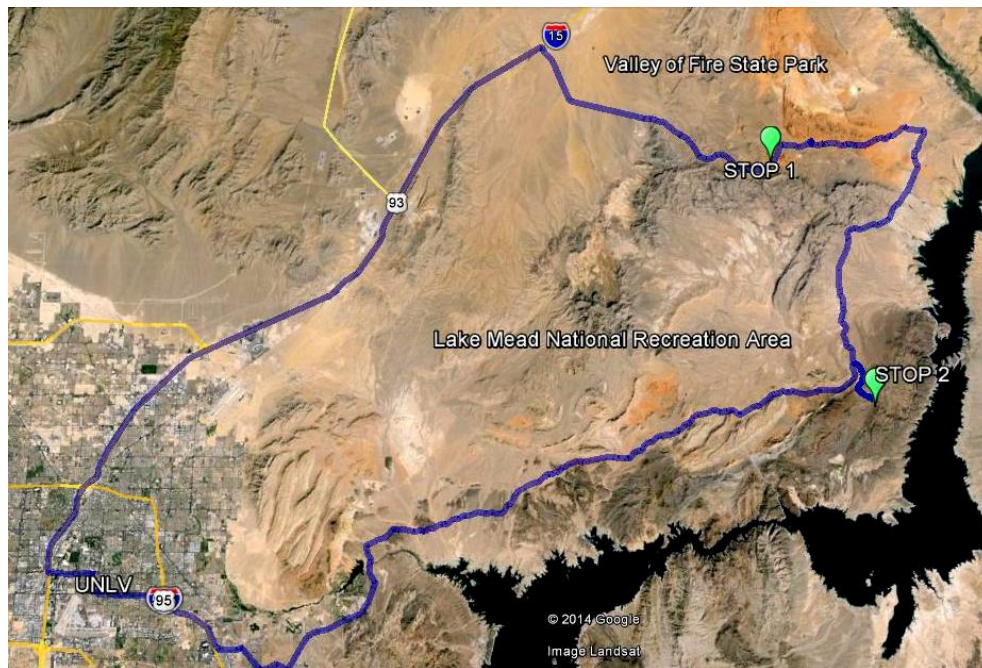 15
Valley of Fire State Park
STOP 1
93
Lake Mead National Recreation Area
STOP 2
UNLV
95
© 2014 Google
Image Landsat